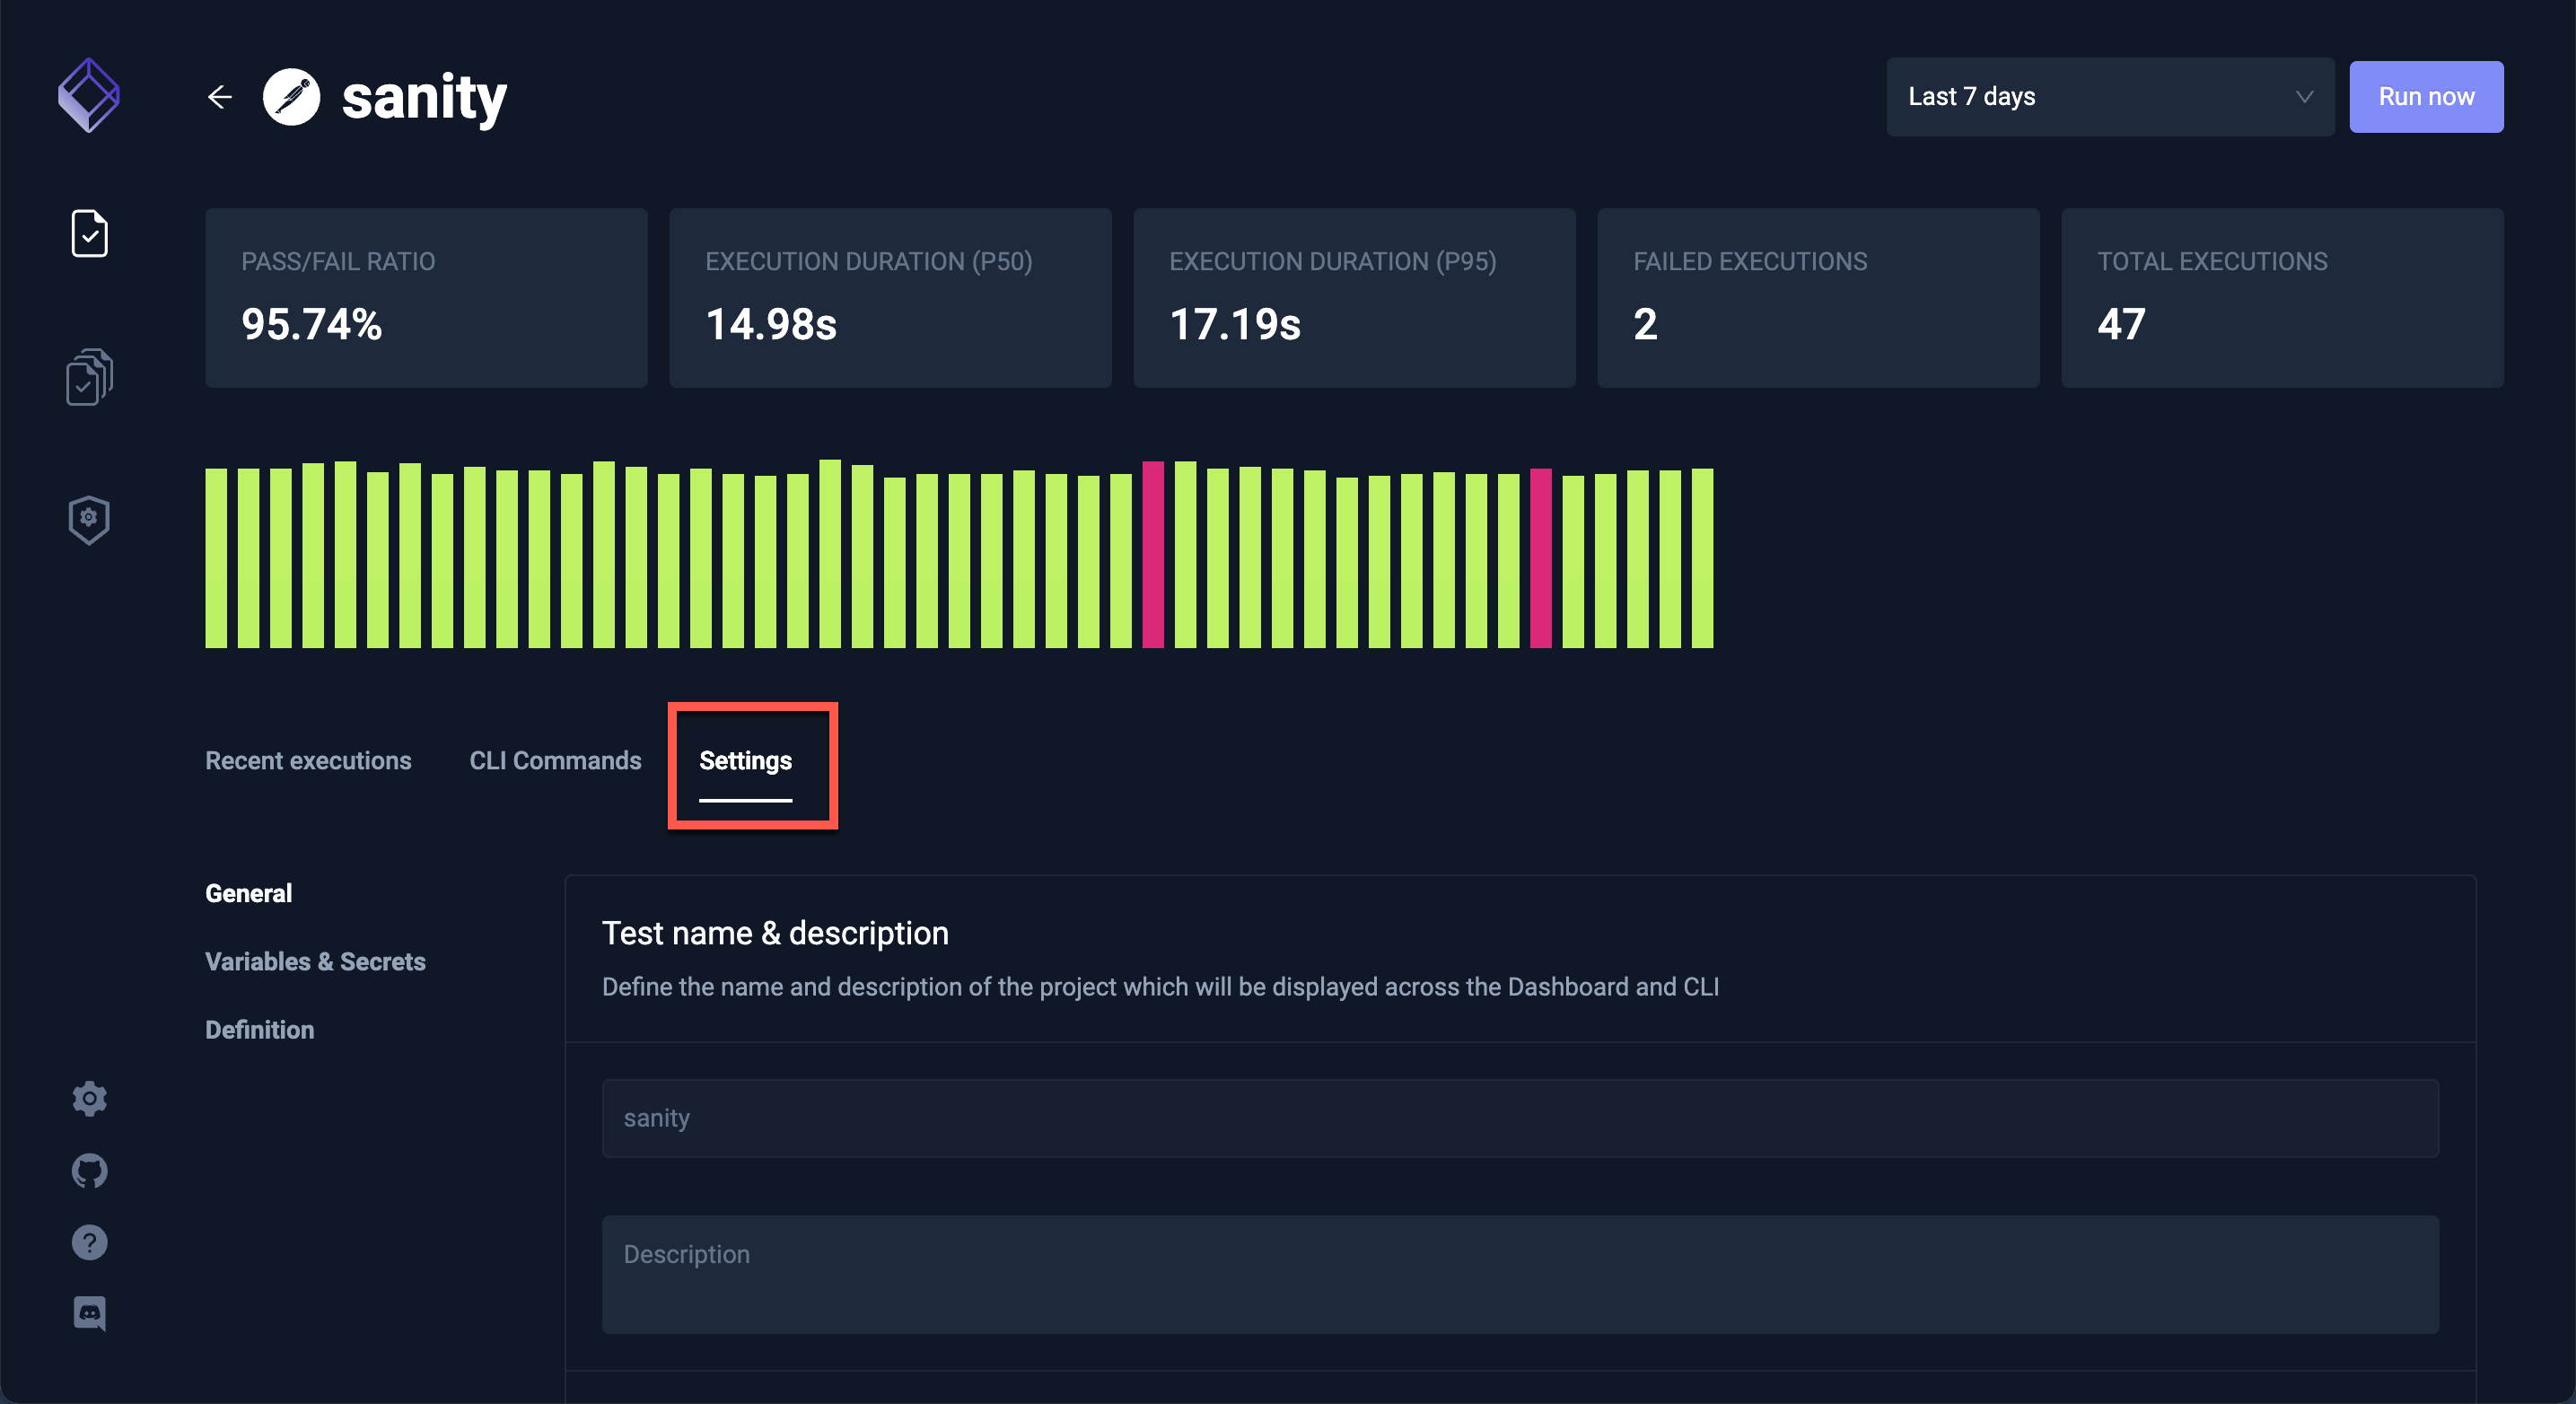 sanity
Last 7 days
Run now
PASS/FAIL RATIO
95.74%
EXECUTION DURATION (P50)
14.98s
EXECUTION DURATION (P95)
17.19s
FAILED EXECUTIONS
2
TOTAL EXECUTIONS
47
Recent executions
CLI Commands
Settings
General
Variables & Secrets
Definition
Test name & description
Define the name and description of the project which will be displayed across the Dashboard and CLI
sanity
Description